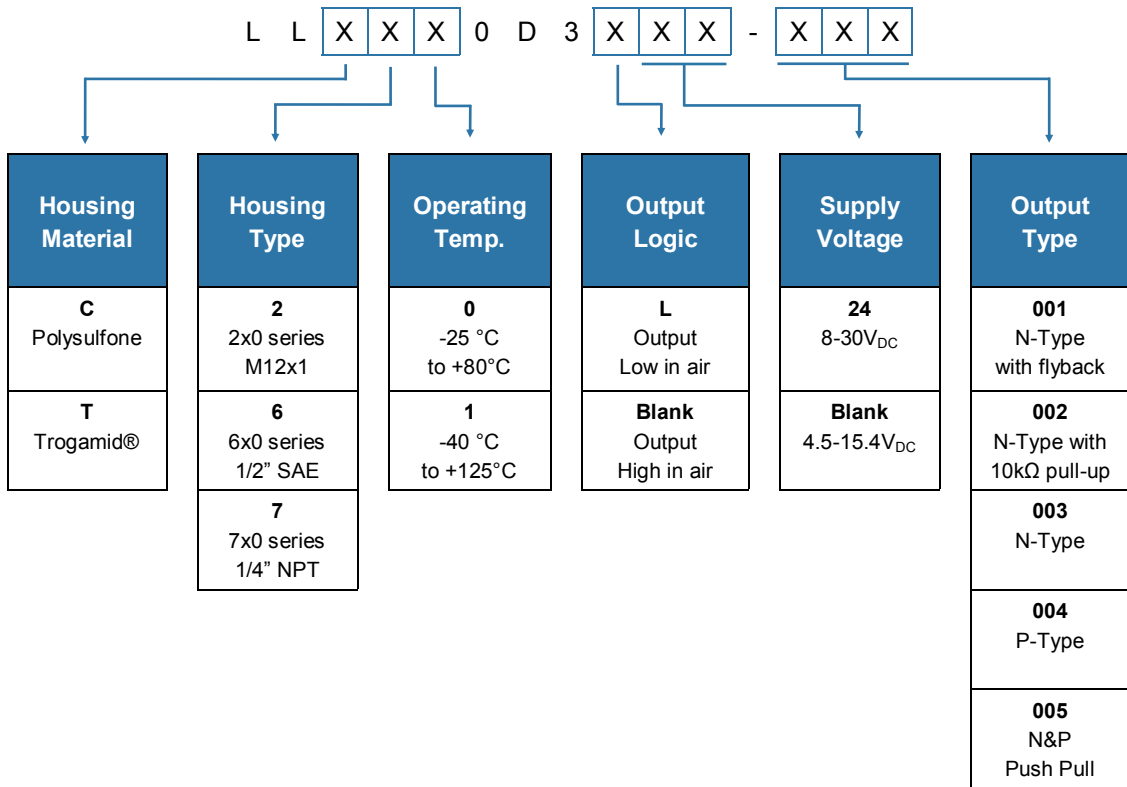 L L X X X 0 D 3 X X X - X X X
Housing
Material
C
Polysulfone
T
Trogamid®
Housing
Type
2
2x0 series
M12x1
6
6x0 series
1/2” SAE
7
7x0 series
1/4” NPT
Operating
Temp.
0
-25 °C
to +80°C
1
-40 °C
to +125°C
Output
Logic
L
Output
Low in air
Blank
Output
High in air
Supply
Voltage
24
8-30VDC
Blank
4.5-15.4VDC
Output
Type
001
N-Type
with flyback
002
N-Type with
10kΩ pull-up
003
N-Type
004
P-Type
005
N&P
Push Pull